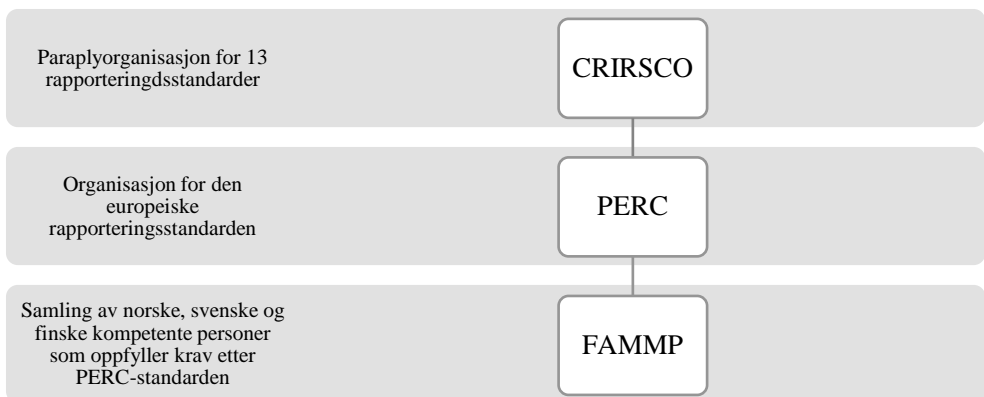 Paraplyorganisasjon for 13
rapporteringdsstandarder
CRIRSCO
Organisasjon for den
europeiske
rapporteringsstandarden
PERC
Samling av norske, svenske og
finske kompetente personer
som oppfyller krav etter
PERC-standarden
FAMMP